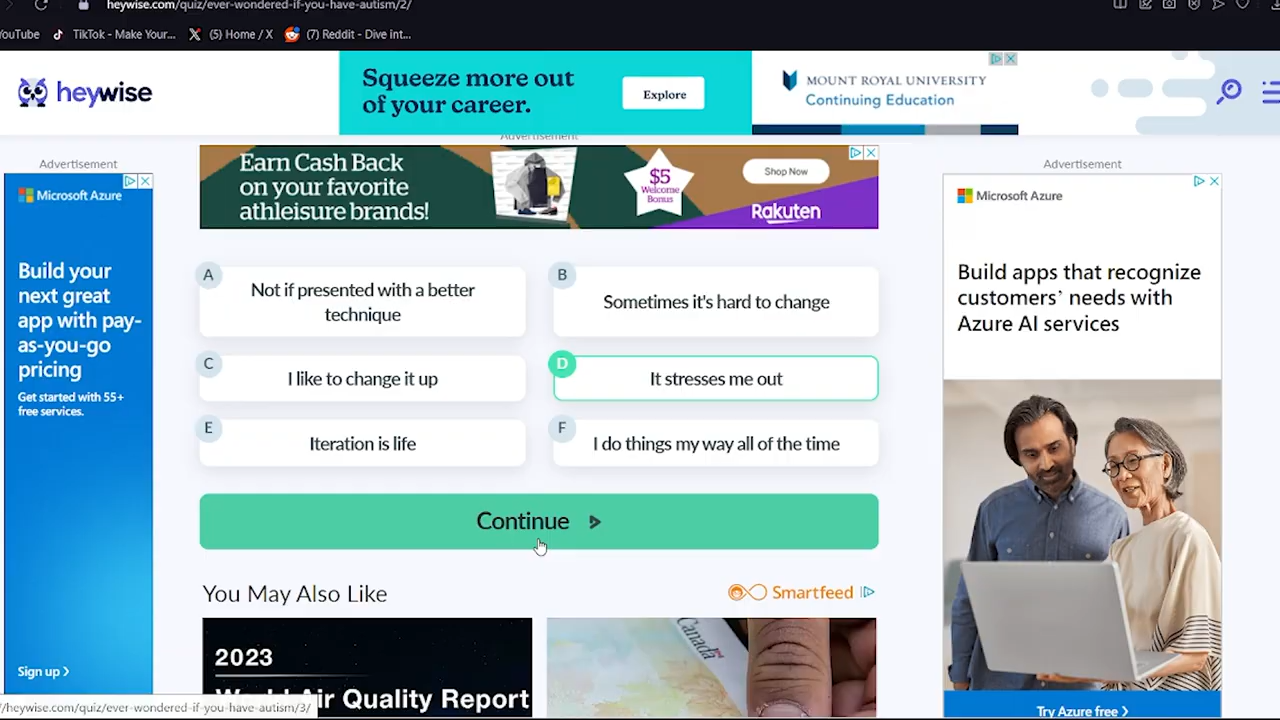 heywise.com/quiz/ever-wondered-if-you-have-autism/2/
YouTube
TikTok - Make Your...
(5) Home / X
(7) Reddit - Dive int...
heywise
Squeeze more out
of your career.
Explore
MOUNT ROYAL UNIVERSITY
Continuing Education
Advertisement
Advertisement
Advertisement
Microsoft Azure
Build your
next great
app with pay-
as-you-go
pricing
Get started with 55+
free services.
Sign up >
Earn Cash Back
on your favorite
athleisure brands!
$5
Welcome
Bonus
Shop Now
Rakuten
A
Not if presented with a better
technique
B
Sometimes it's hard to change
C
I like to change it up
D
It stresses me out
E
Iteration is life
F
I do things my way all of the time
Continue
You May Also Like
Smartfeed
2023
World Air Quality Report
Canada
Microsoft Azure
Build apps that recognize
customers' needs with
Azure AI services
Try Azure free >
/heywise.com/quiz/ever-wondered-if-you-have-autism/3/